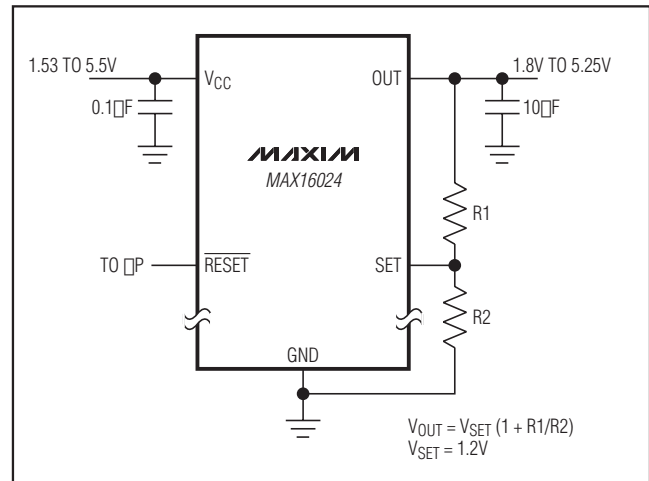 1.53 TO 5.5V
VCC
OUT
1.8V TO 5.25V
0.1▯F
10▯F
MAXIM
MAX16024
R1
TO ▯P
RESET
SET
R2
GND
VOUT = VSET (1 + R1/R2)
VSET = 1.2V